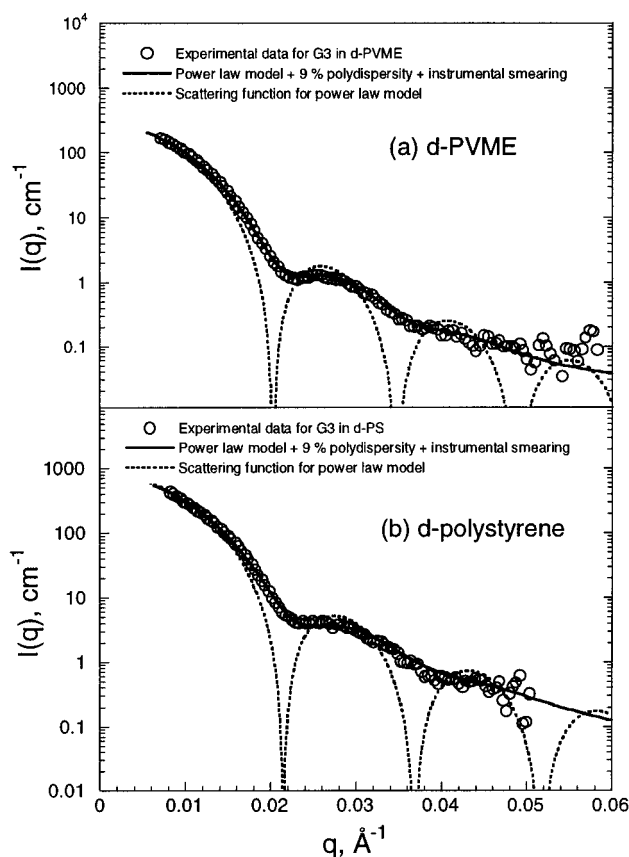 10⁴
Experimental data for G3 in d-PVME
Power law model + 9 % polydispersity + instrumental smearing
1000
Scattering function for power law model
100
(a) d-PVME
10
I(q), cm⁻¹
1
0.1
Experimental data for G3 in d-PS
Power law model + 9 % polydispersity + instrumental smearing
1000
Scattering function for power law model
100
(b) d-polystyrene
10
I(q), cm⁻¹
1
0.1
0.01
0 0.01 0.02 0.03 0.04 0.05 0.06
q, Å⁻¹